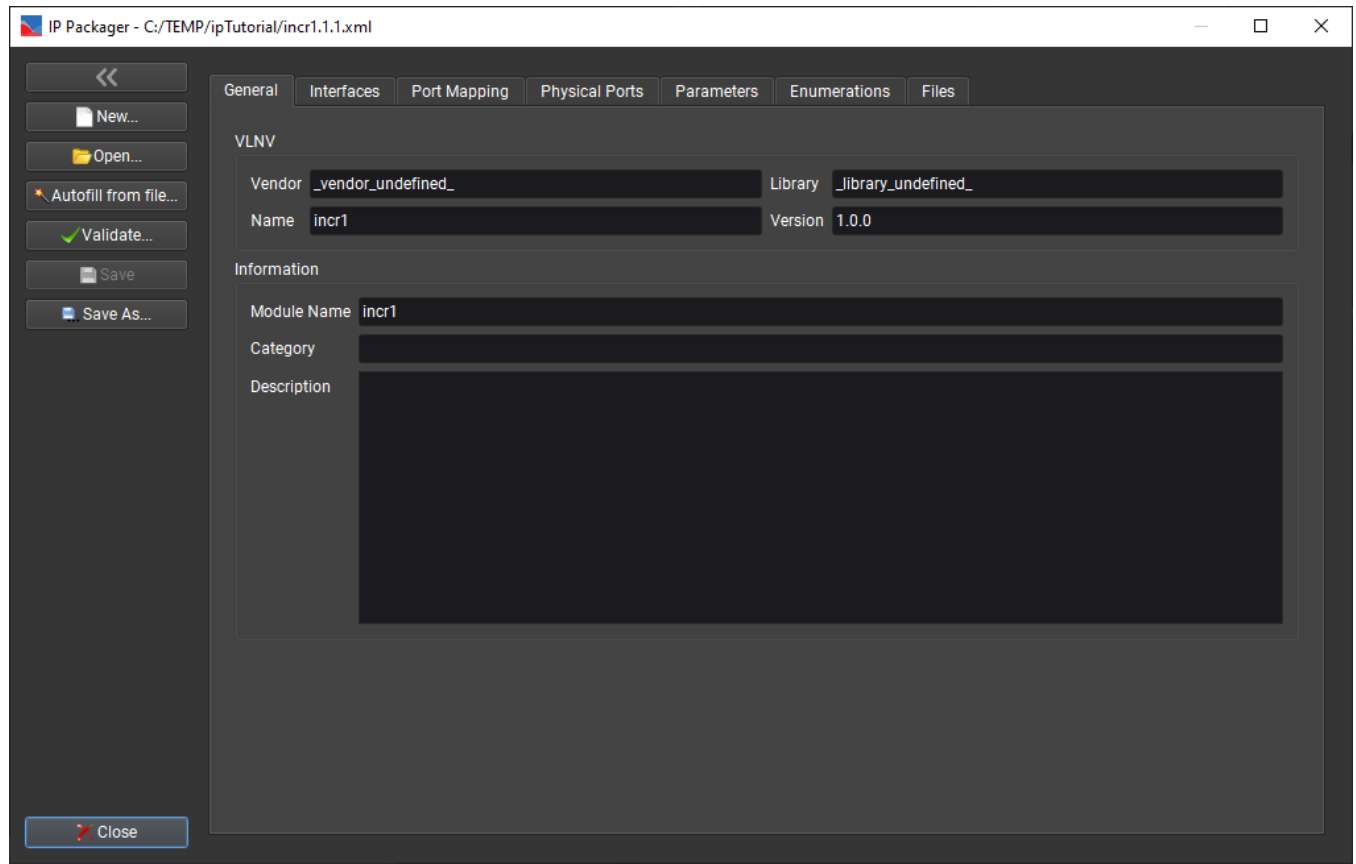 IP Packager - C:/TEMP/ipTutorial/incr1.1.1.xml
New...
Open...
Autofill from file...
Validate...
Save
Save As...
Close
General Interfaces Port Mapping Physical Ports Parameters Enumerations Files
VLNV
Vendor _vendor_undefined_ Library _library_undefined_
Name incr1 Version 1.0.0
Information
Module Name incr1
Category
Description